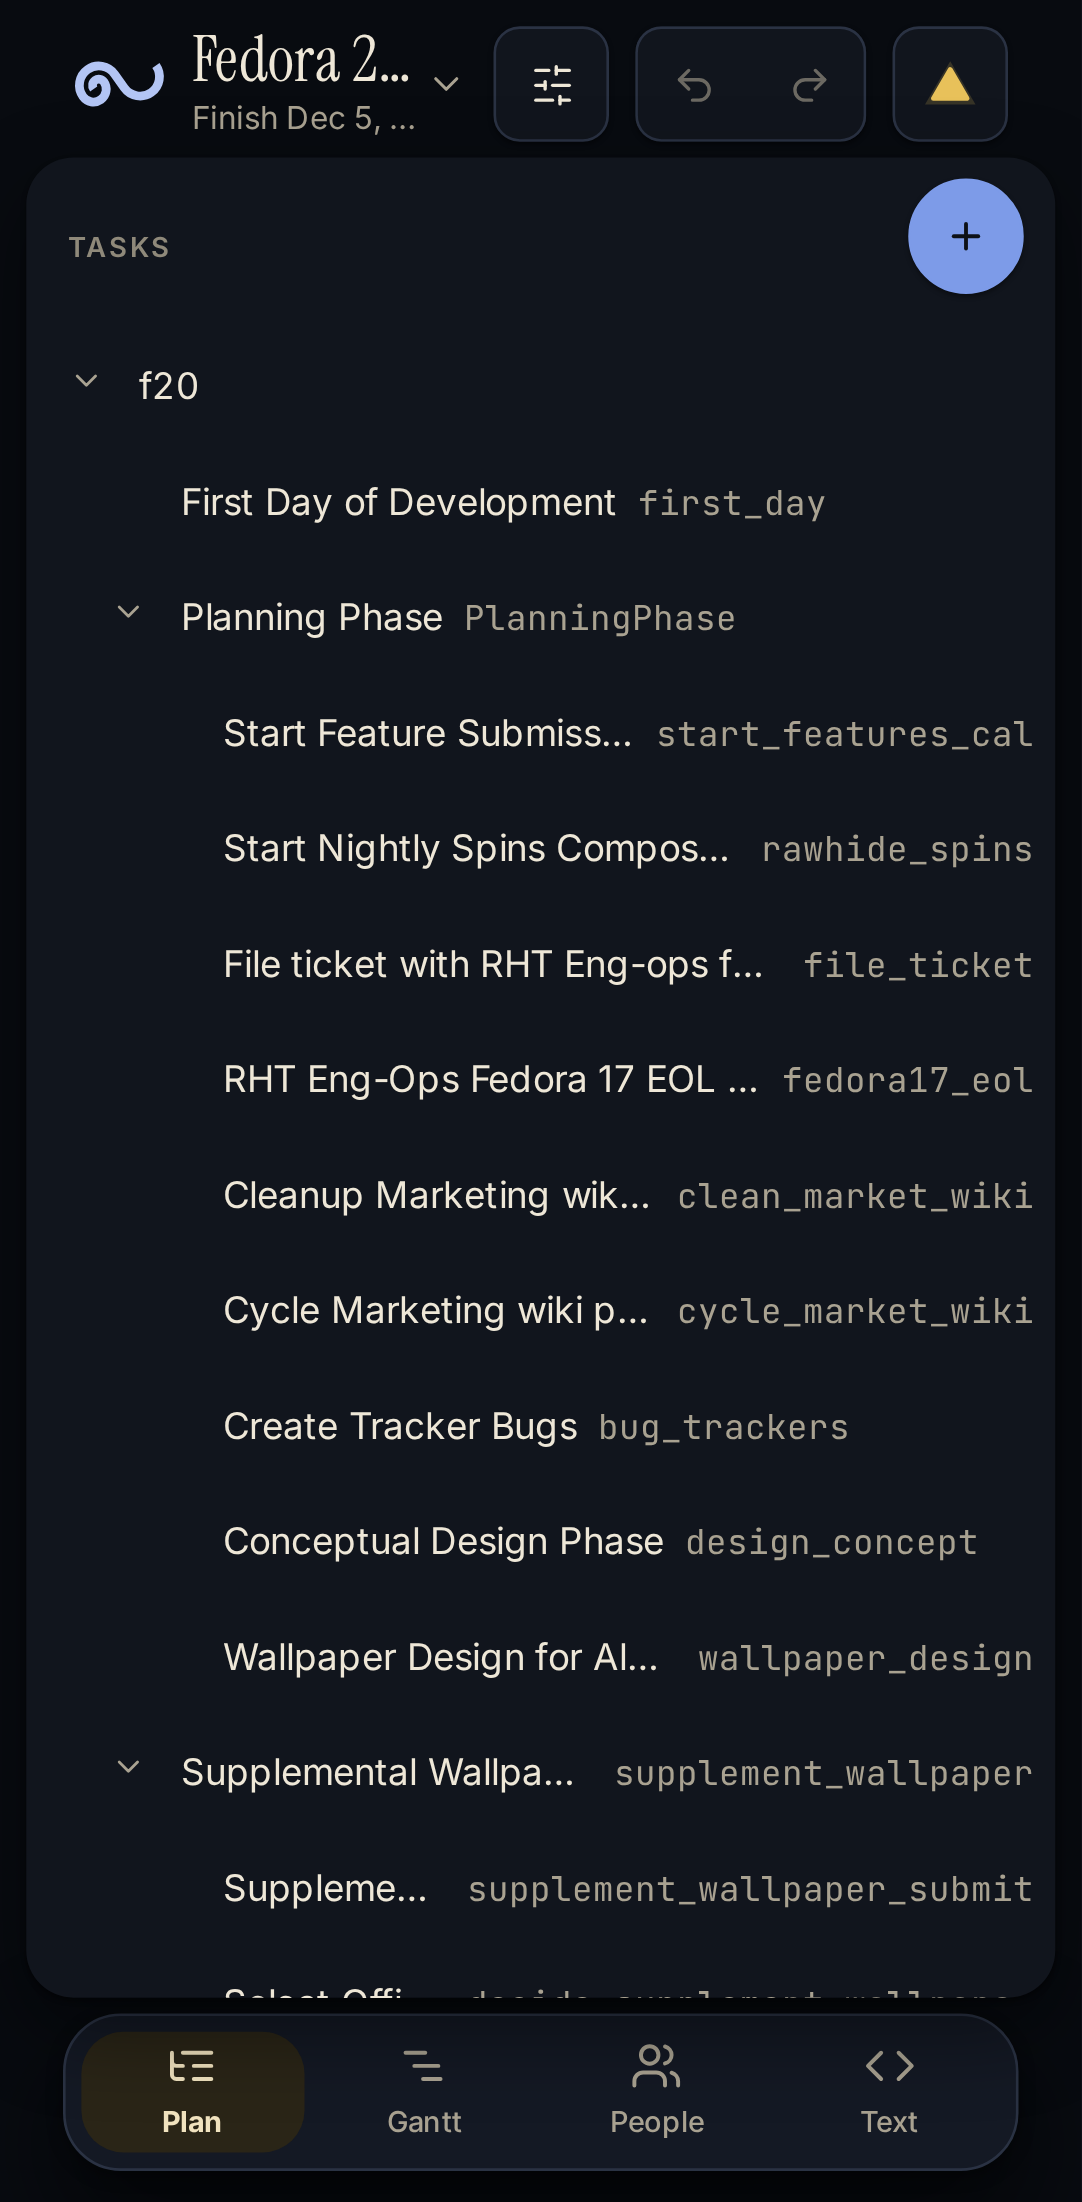 Fedora 2...
Finish Dec 5, ...
TASKS
f20
First Day of Development first_day
Planning Phase PlanningPhase
Start Feature Submiss... start_features_cal
Start Nightly Spins Compos... rawhide_spins
File ticket with RHT Eng-ops f... file_ticket
RHT Eng-Ops Fedora 17 EOL ... fedora17_eol
Cleanup Marketing wik... clean_market_wiki
Cycle Marketing wiki p... cycle_market_wiki
Create Tracker Bugs bug_trackers
Conceptual Design Phase design_concept
Wallpaper Design for Al... wallpaper_design
Supplemental Wallpa... supplement_wallpaper
Suppleme... supplement_wallpaper_submit
Select Offi...
Plan
Gantt
People
Text